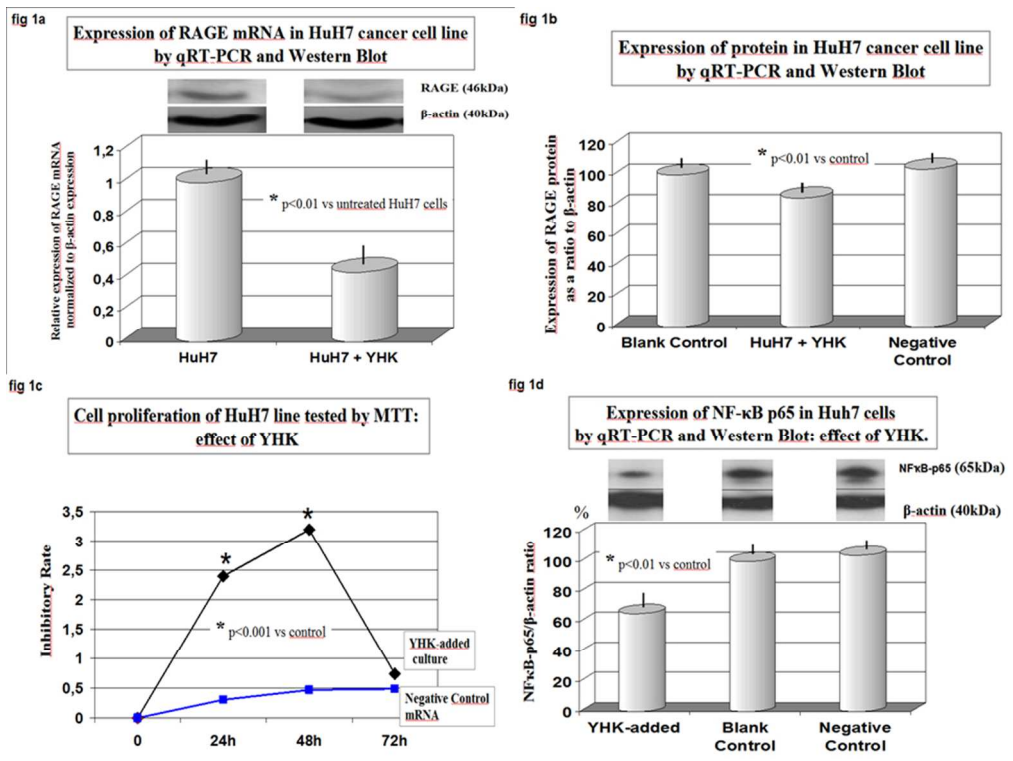 fig 1a
Expression of RAGE mRNA in HuH7 cancer cell line
by qRT-PCR and Western Blot
RAGE (46kDa)
β-actin (40kDa)
Relative expression of RAGE mRNA
normalized to β-actin expression
1,2
1
0,8
0,6
0,4
0,2
0
* p<0.01 vs untreated HuH7 cells
HuH7
HuH7 + YHK
fig 1b
Expression of protein in HuH7 cancer cell line
by qRT-PCR and Western Blot
Expression of RAGE protein
as a ratio to β-actin
120
100
80
60
40
20
0
* p<0.01 vs control
Blank Control
HuH7 + YHK
Negative
Control
fig 1c
Cell proliferation of HuH7 line tested by MTT:
effect of YHK
Inhibitory Rate
3,5
3
2,5
2
1,5
1
0,5
0
*
*
* p<0.001 vs control
YHK-added
culture
Negative Control
mRNA
0
24h
48h
72h
fig 1d
Expression of NF-κB p65 in Huh7 cells
by qRT-PCR and Western Blot: effect of YHK.
NFκB-p65 (65kDa)
β-actin (40kDa)
%
NFκB-p65/β-actin ratio
120
100
80
60
40
20
0
* p<0.01 vs control
YHK-added
Blank
Control
Negative
Control